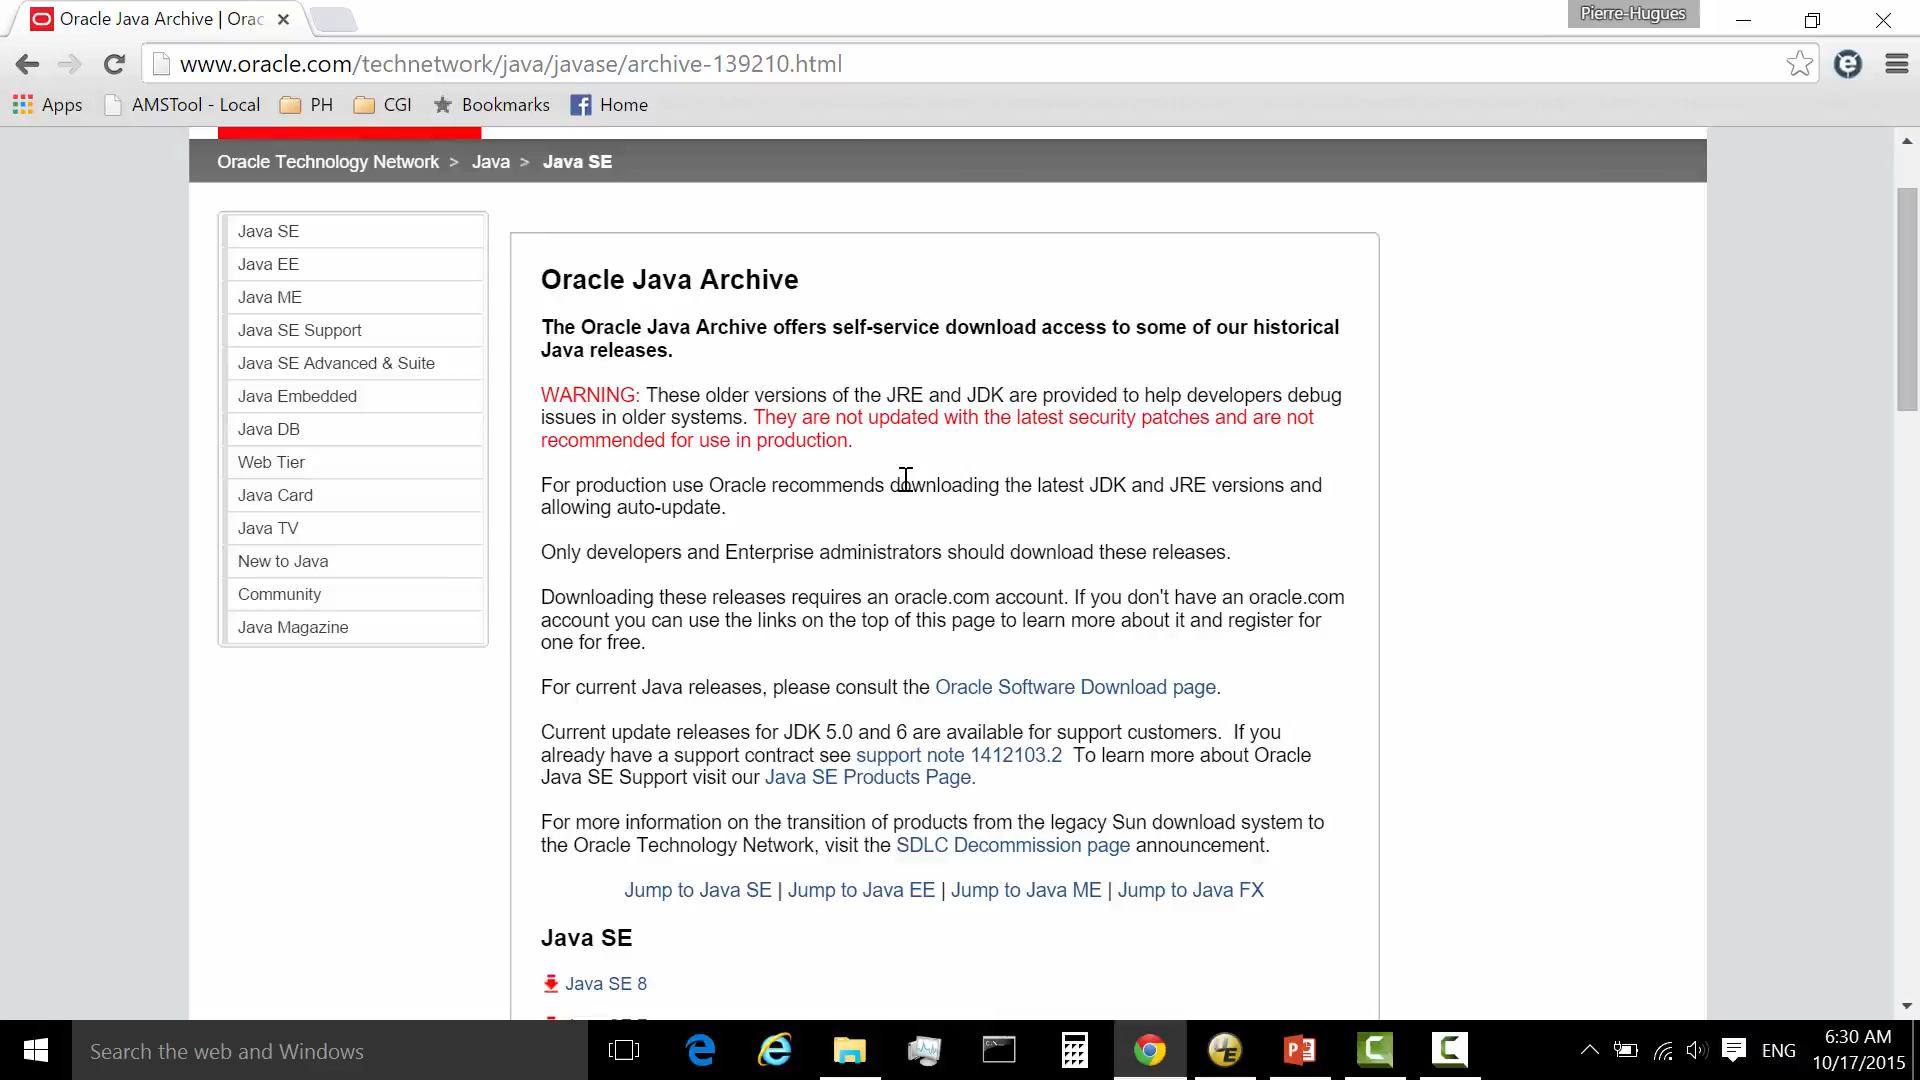 Oracle Java Archive | Orac
Pierre-Hugues
www.oracle.com/technetwork/java/javase/archive-139210.html
Apps
AMSTool - Local
PH
CGI
Bookmarks
Home
Oracle Technology Network > Java > Java SE
Java SE
Java EE
Java ME
Java SE Support
Java SE Advanced & Suite
Java Embedded
Java DB
Web Tier
Java Card
Java TV
New to Java
Community
Java Magazine
Oracle Java Archive
The Oracle Java Archive offers self-service download access to some of our historical
Java releases.
WARNING: These older versions of the JRE and JDK are provided to help developers debug
issues in older systems. They are not updated with the latest security patches and are not
recommended for use in production.
For production use Oracle recommends downloading the latest JDK and JRE versions and
allowing auto-update.
Only developers and Enterprise administrators should download these releases.
Downloading these releases requires an oracle.com account. If you don't have an oracle.com
account you can use the links on the top of this page to learn more about it and register for
one for free.
For current Java releases, please consult the Oracle Software Download page.
Current update releases for JDK 5.0 and 6 are available for support customers. If you
already have a support contract see support note 1412103.2 To learn more about Oracle
Java SE Support visit our Java SE Products Page.
For more information on the transition of products from the legacy Sun download system to
the Oracle Technology Network, visit the SDLC Decommission page announcement.
Jump to Java SE | Jump to Java EE | Jump to Java ME | Jump to Java FX
Java SE
Java SE 8
Search the web and Windows
ENG
6:30 AM
10/17/2015